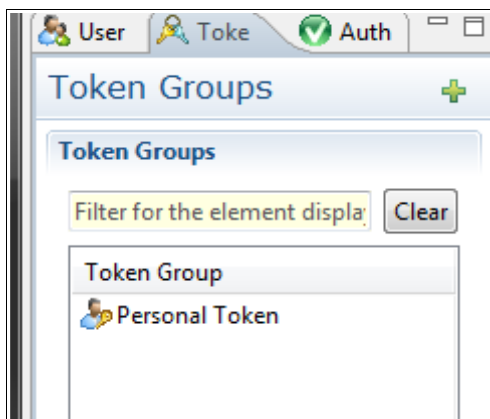 User Toke Auth
Token Groups
Token Groups
Filter for the element displa Clear
Token Group
Personal Token